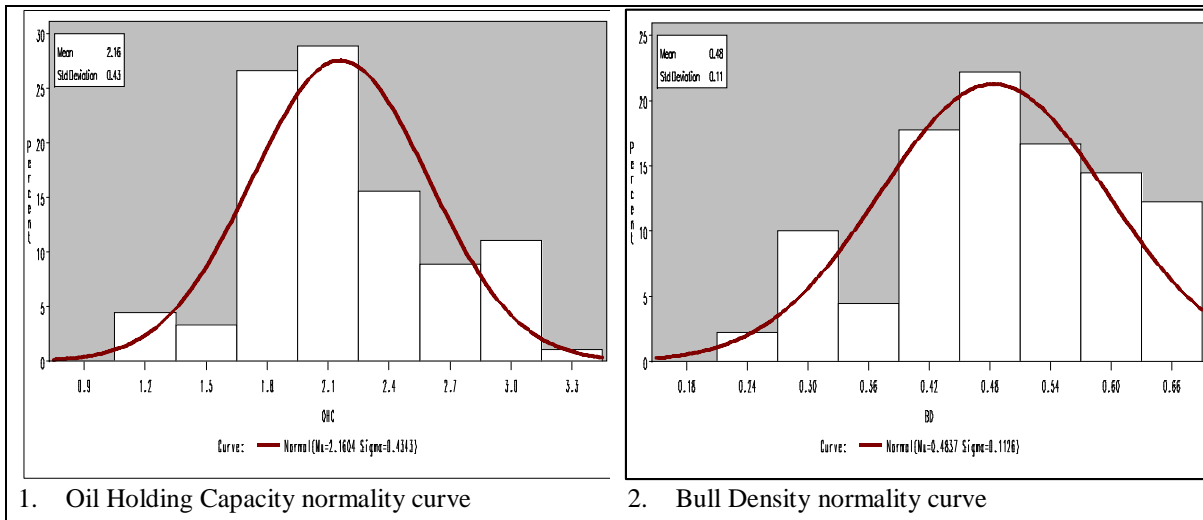 Mean 2.16
Std Deviation 0.43
30
25
20
15
10
5
0
Percent
0.9 1.2 1.5 1.8 2.1 2.4 2.7 3.0 3.3
OHC
Curve: Normal(Mu=2.1604 Sigma=0.4343)
1. Oil Holding Capacity normality curve
Mean 0.48
Std Deviation 0.11
25
20
15
10
5
0
Percent
0.18 0.24 0.30 0.36 0.42 0.48 0.54 0.60 0.66
BD
Curve: Normal(Mu=0.4837 Sigma=0.1126)
2. Bull Density normality curve